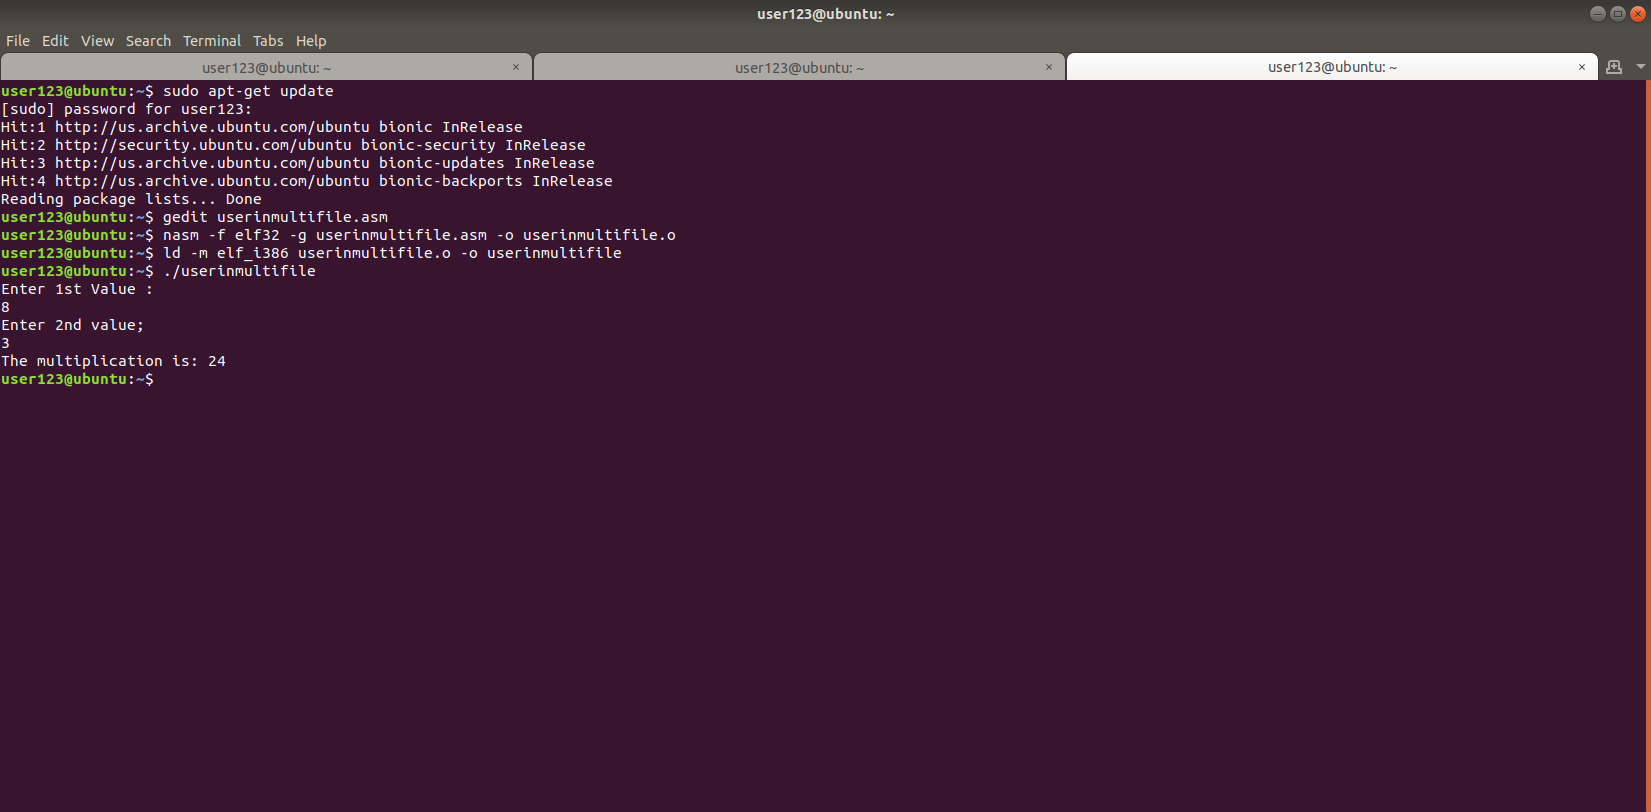 user123@ubuntu: ~
File Edit View Search Terminal Tabs Help
user123@ubuntu: ~ × user123@ubuntu: ~ × user123@ubuntu: ~ ×
user123@ubuntu:~$ sudo apt-get update
[sudo] password for user123:
Hit:1 http://us.archive.ubuntu.com/ubuntu bionic InRelease
Hit:2 http://security.ubuntu.com/ubuntu bionic-security InRelease
Hit:3 http://us.archive.ubuntu.com/ubuntu bionic-updates InRelease
Hit:4 http://us.archive.ubuntu.com/ubuntu bionic-backports InRelease
Reading package lists... Done
user123@ubuntu:~$ gedit userinmultifile.asm
user123@ubuntu:~$ nasm -f elf32 -g userinmultifile.asm -o userinmultifile.o
user123@ubuntu:~$ ld -m elf_i386 userinmultifile.o -o userinmultifile
user123@ubuntu:~$ ./userinmultifile
Enter 1st Value :
8
Enter 2nd value;
3
The multiplication is: 24
user123@ubuntu:~$